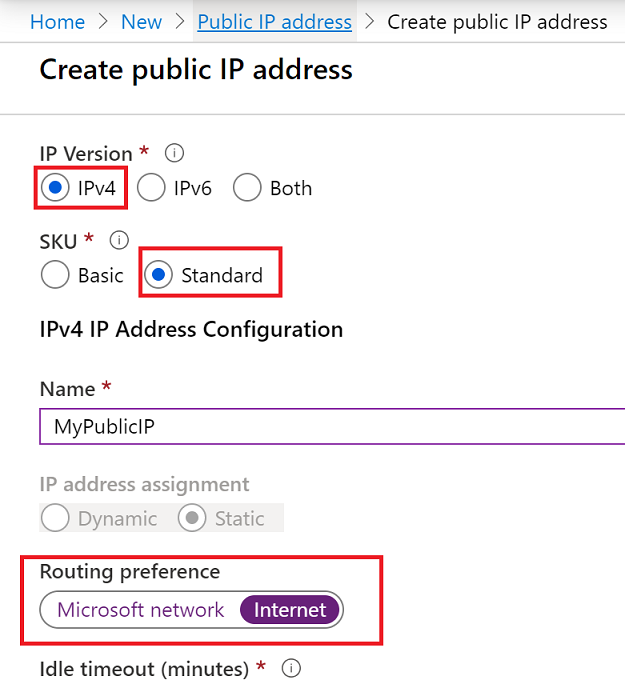 Home > New > Public IP address > Create public IP address
Create public IP address
IP Version *
IPv4 IPv6 Both
SKU *
Basic Standard
IPv4 IP Address Configuration
Name *
MyPublicIP
IP address assignment
Dynamic Static
Routing preference
Microsoft network Internet
Idle timeout (minutes) *